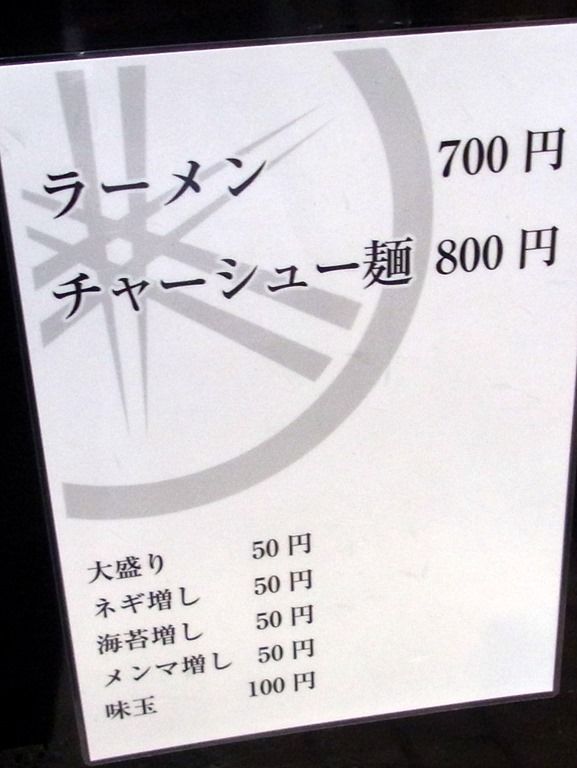 ラーメン 700円
チャーシュー麺 800円
大盛り 50円
ネギ増し 50円
海苔増し 50円
メンマ増し 50円
味玉 100円